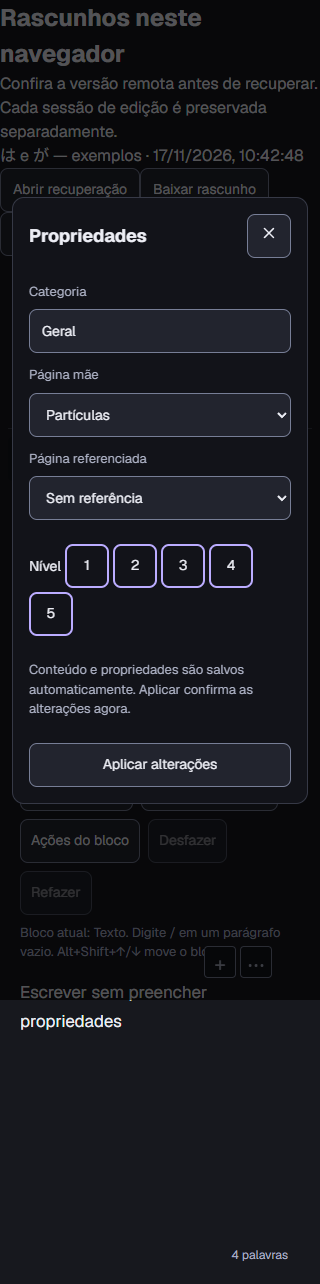 Rascunhos neste
navegador
Confira a versão remota antes de recuperar.
Cada sessão de edição é preservada
separadamente.
は e が — exemplos · 17/11/2026, 10:42:48
Abrir recuperação Baixar rascunho
Propriedades ×
Categoria
Geral
Página mãe
Partículas
Página referenciada
Sem referência
Nível 1 2 3 4
5
Conteúdo e propriedades são salvos
automaticamente. Aplicar confirma as
alterações agora.
Aplicar alterações
Ações do bloco Desfazer
Refazer
Bloco atual: Texto. Digite / em um parágrafo
vazio. Alt+Shift+↑/↓ move o
+ ...
Escrever sem preencher
propriedades
4 palavras